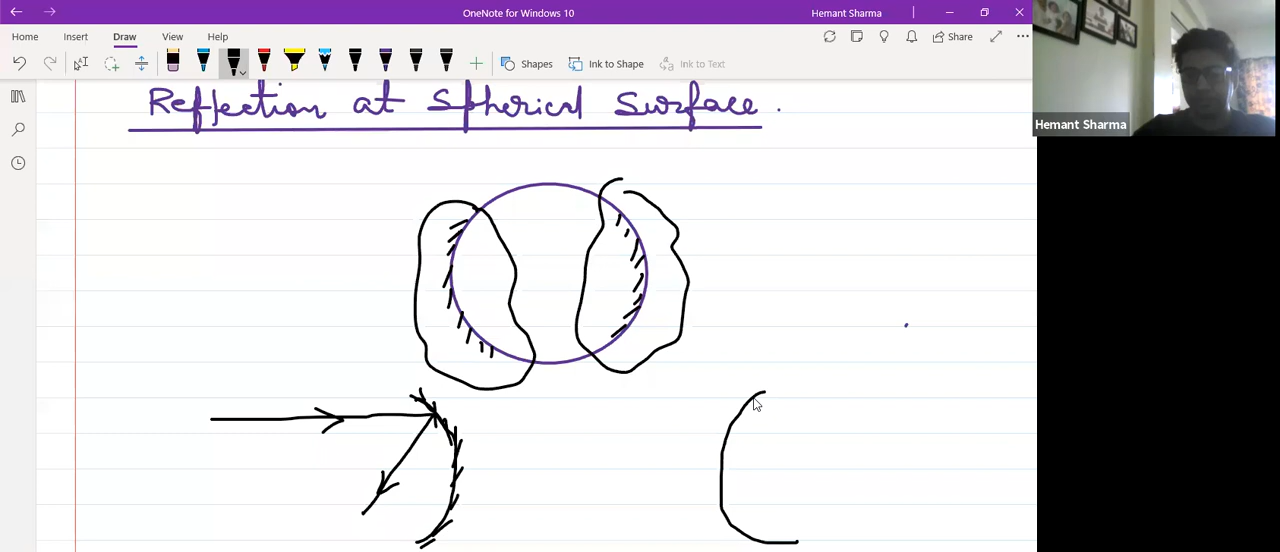 OneNote for Windows 10
Hemant Sharma
Home Insert Draw View Help
Share
Shapes Ink to Shape Ink to Text
Reflection at Spherical Surface.
Hemant Sharma